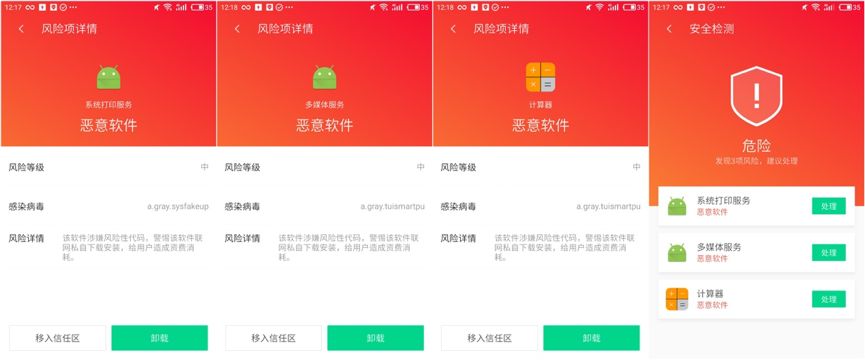 12:17
35
风险项详情
系统打印服务
恶意软件
风险等级
中
感染病毒
a.gray.sysfakeup
风险详情
该软件涉嫌风险性代码，警惕该软件联
网私自下载安装，给用户造成资费消
耗。
移入信任区
卸载
12:18
35
风险项详情
多媒体服务
恶意软件
风险等级
中
感染病毒
a.gray.tuismartpu
风险详情
该软件涉嫌风险性代码，警惕该软件联
网私自下载安装，给用户造成资费消
耗。
移入信任区
卸载
12:18
35
风险项详情
计算器
恶意软件
风险等级
中
感染病毒
a.gray.tuismartpu
风险详情
该软件涉嫌风险性代码，警惕该软件联
网私自下载安装，给用户造成资费消
耗。
移入信任区
卸载
12:17
35
安全检测
危险
发现3项风险，建议处理
系统打印服务
恶意软件
处理
多媒体服务
恶意软件
处理
计算器
恶意软件
处理